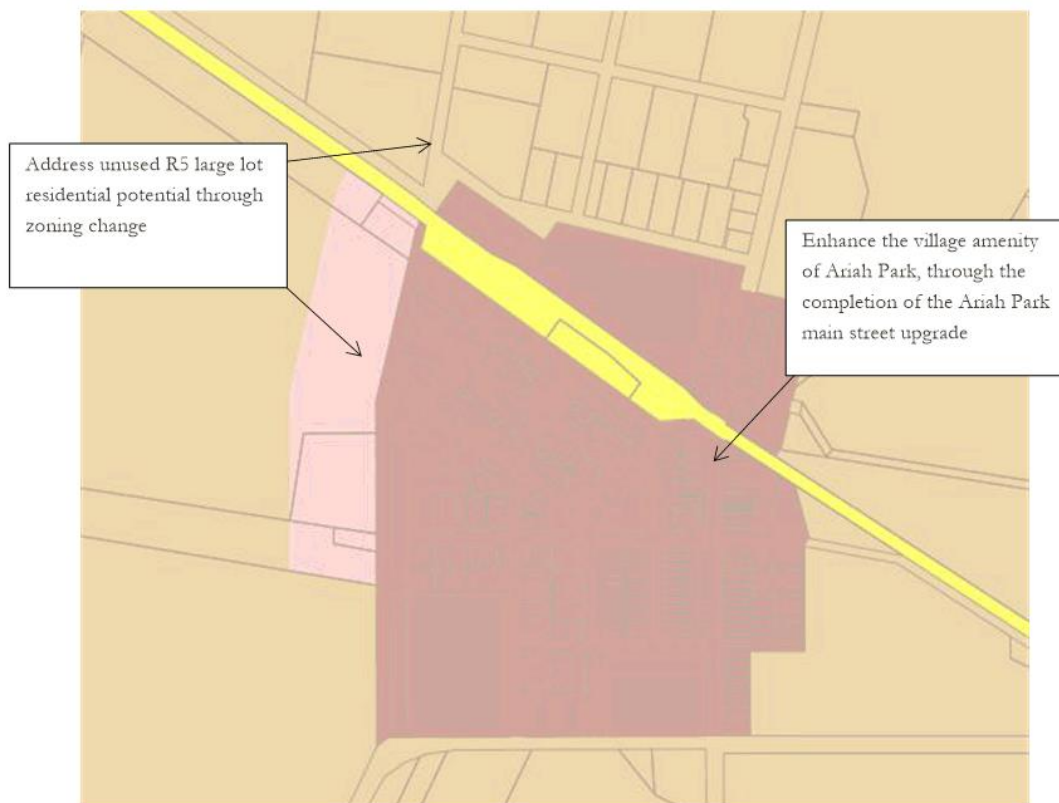 Address unused R5 large lot
residential potential through
zoning change
Enhance the village amenity
of Ariah Park, through the
completion of the Ariah Park
main street upgrade